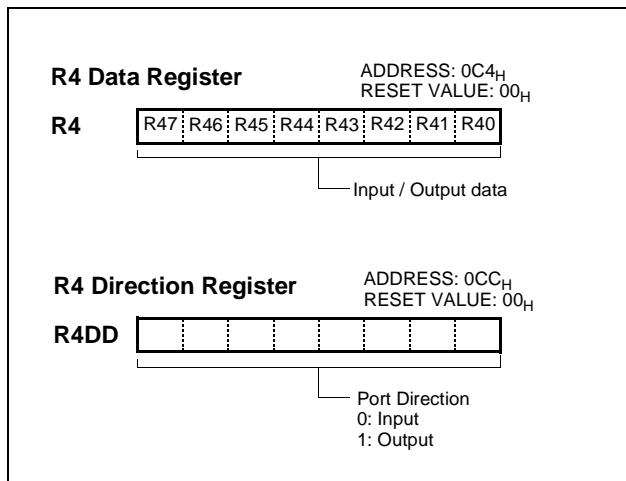 R4 Data Register
ADDRESS: 0C4H
RESET VALUE: 00H
R4
R47 R46 R45 R44 R43 R42 R41 R40
Input / Output data
R4 Direction Register
ADDRESS: 0CCH
RESET VALUE: 00H
R4DD
Port Direction
0: Input
1: Output